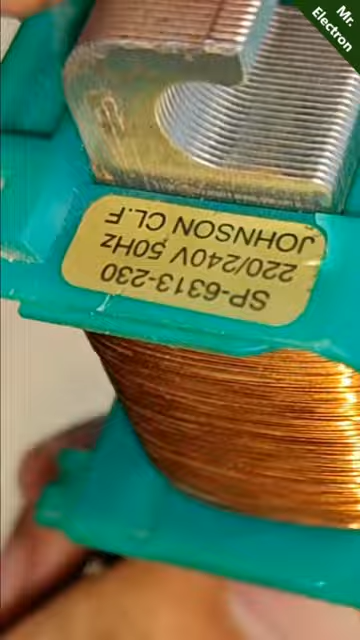 Mr.
Electron
SP-6313-230
220/240V 50Hz
JOHNSON CL.F